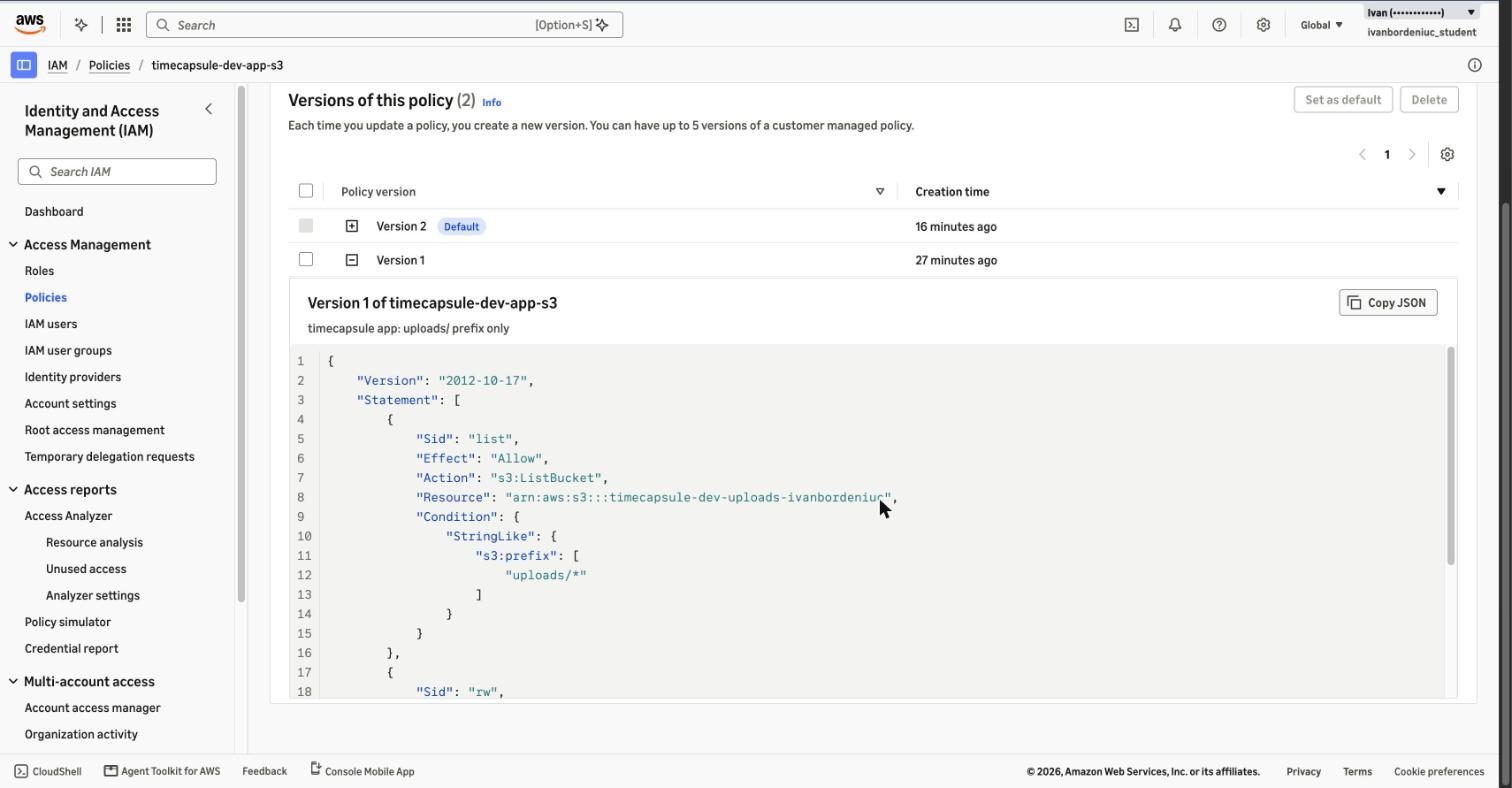 aws
Search [Option+S]
Global
Ivan (············)
ivanbordeniuc_student
IAM / Policies / timecapsule-dev-app-s3
Identity and Access Management (IAM)
Search IAM
Dashboard
Access Management
Roles
Policies
IAM users
IAM user groups
Identity providers
Account settings
Root access management
Temporary delegation requests
Access reports
Access Analyzer
Resource analysis
Unused access
Analyzer settings
Policy simulator
Credential report
Multi-account access
Account access manager
Organization activity
Versions of this policy (2) Info
Set as default
Delete
Each time you update a policy, you create a new version. You can have up to 5 versions of a customer managed policy.
1
Policy version Creation time
Version 2 Default 16 minutes ago
Version 1 27 minutes ago
Version 1 of timecapsule-dev-app-s3
Copy JSON
timecapsule app: uploads/ prefix only
1 {
2 "Version": "2012-10-17",
3 "Statement": [
4 {
5 "Sid": "list",
6 "Effect": "Allow",
7 "Action": "s3:ListBucket",
8 "Resource": "arn:aws:s3:::timecapsule-dev-uploads-ivanbordeniuc",
9 "Condition": {
10 "StringLike": {
11 "s3:prefix": [
12 "uploads/*"
13 ]
14 }
15 }
16 },
17 {
18 "Sid": "rw",
CloudShell
Agent Toolkit for AWS
Feedback
Console Mobile App
© 2026, Amazon Web Services, Inc. or its affiliates.
Privacy
Terms
Cookie preferences